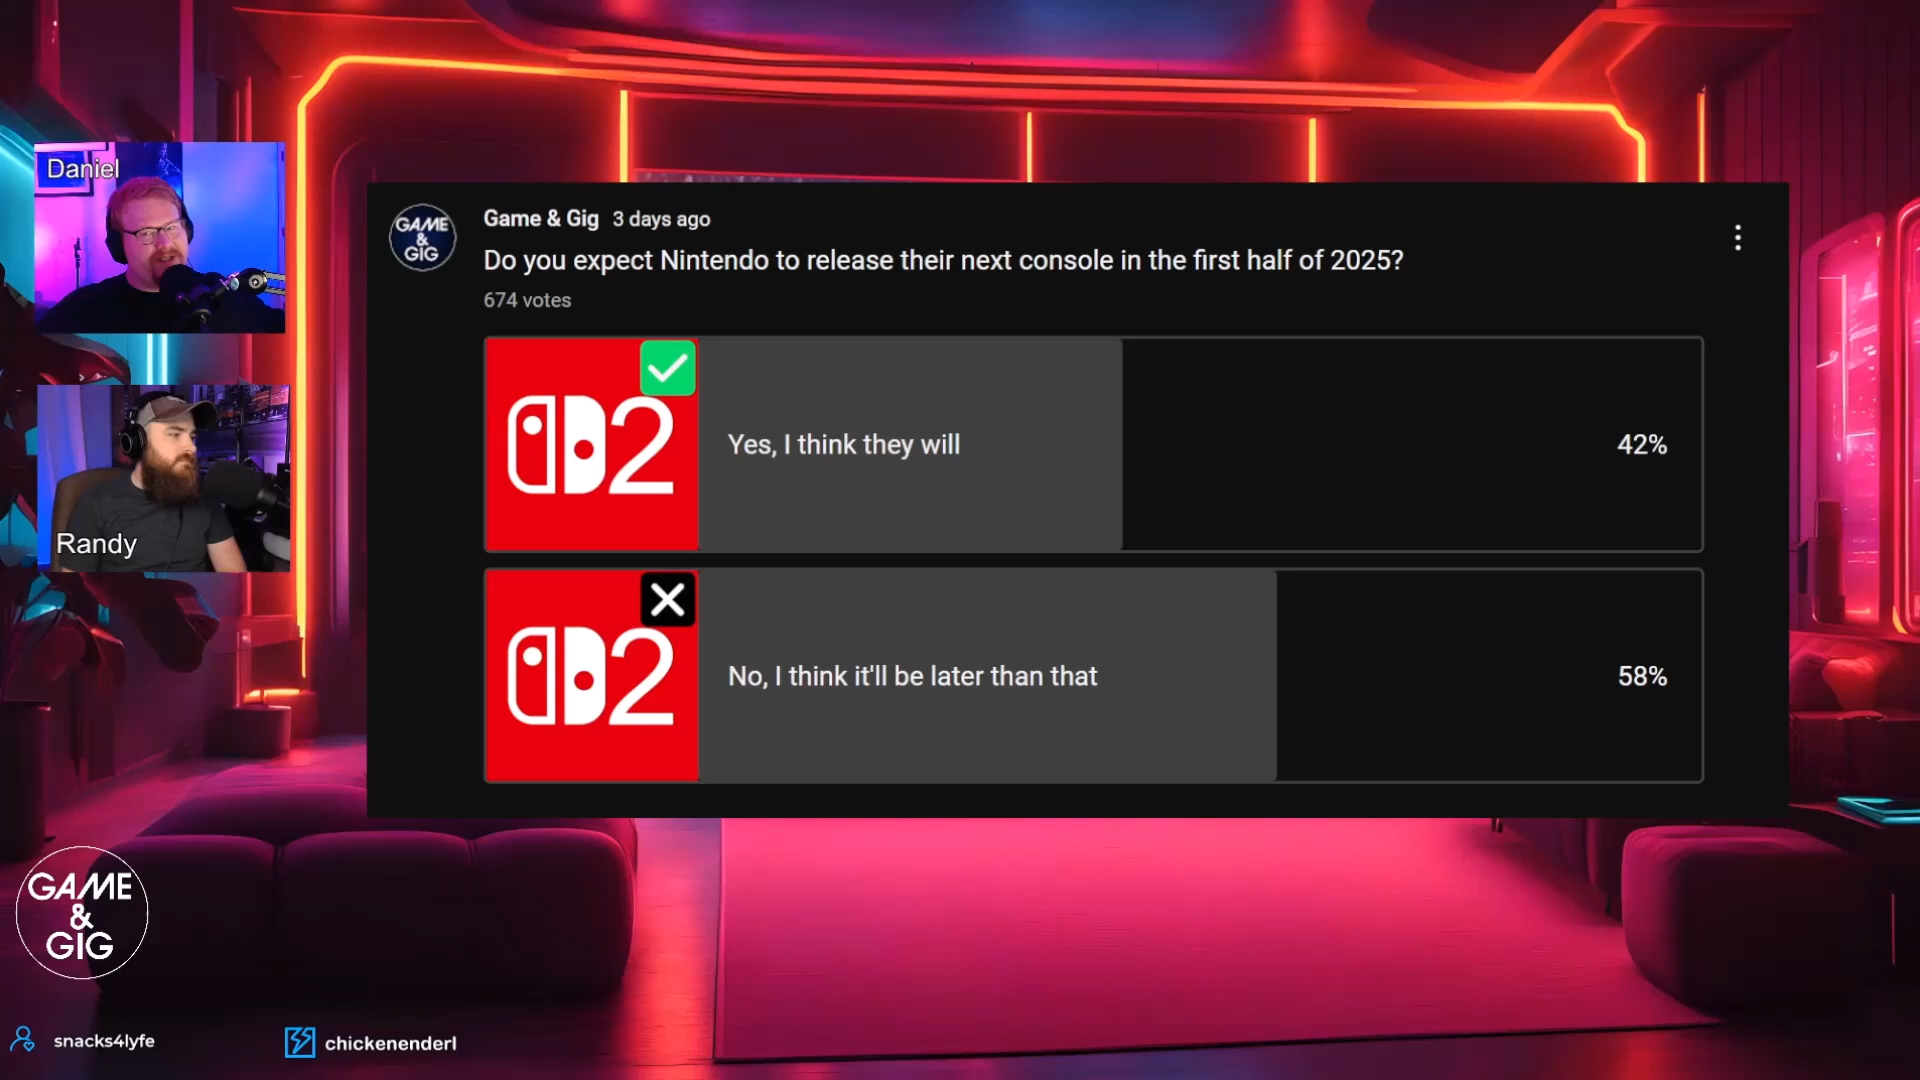 Daniel
Randy
GAME
&
GIG
Game & Gig 3 days ago
Do you expect Nintendo to release their next console in the first half of 2025?
674 votes
2
Yes, I think they will
42%
2
No, I think it'll be later than that
58%
GAME
&
GIG
snacks4lyfe
chickenenderl